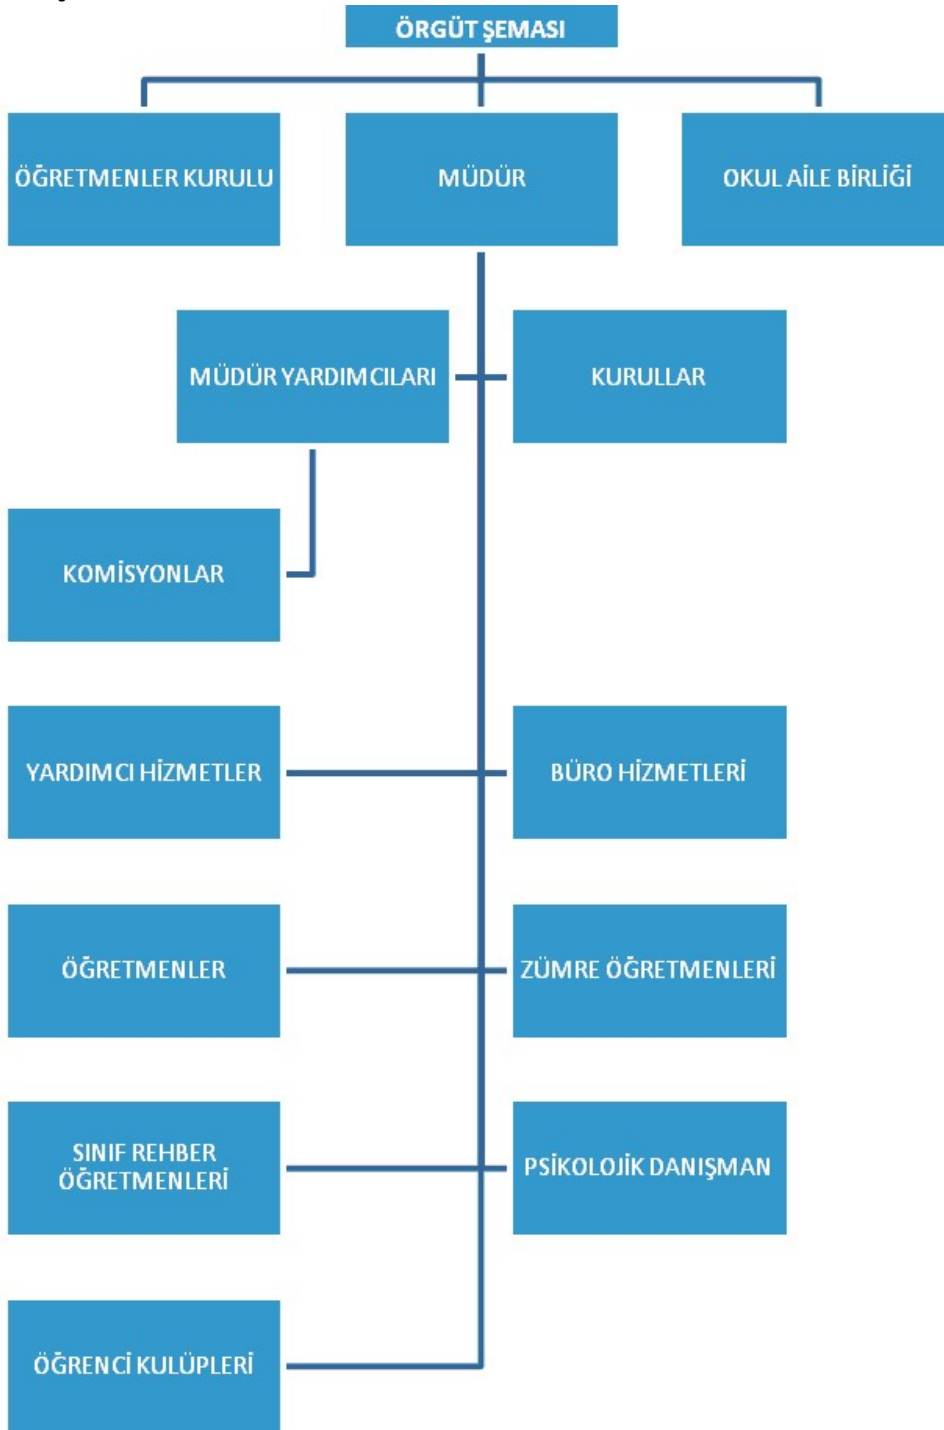 ÖRGÜT ŞEMASI
ÖĞRETMENLER KURULU
MÜDÜR
OKUL AİLE BİRLİĞİ
MÜDÜR YARDIMCILARI
KURULLAR
KOMİSYONLAR
YARDIMCI HİZMETLER
BÜRO HİZMETLERİ
ÖĞRETMENLER
ZÜMRE ÖĞRETMENLERİ
SINIF REHBER
ÖĞRETMENLERİ
PSİKOLOJİK DANIŞMAN
ÖĞRENCİ KULÜPLERİ